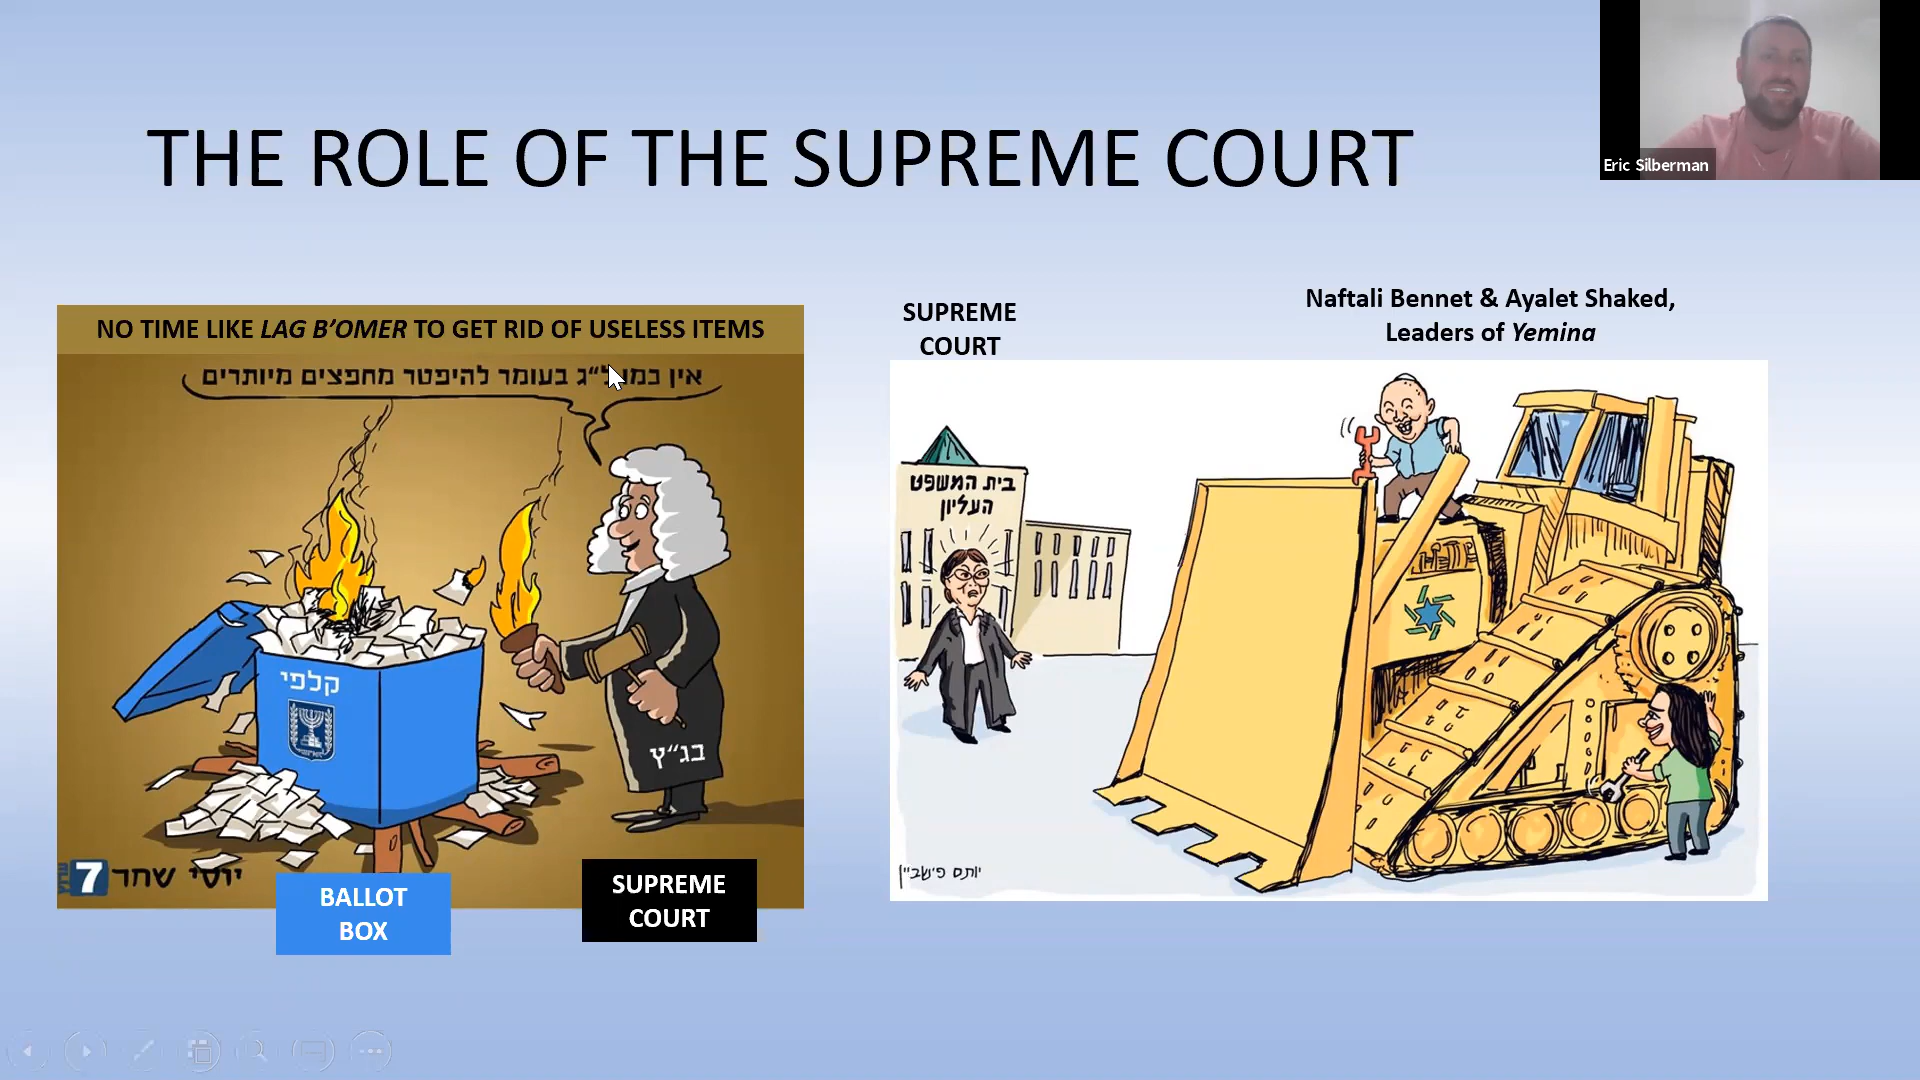 THE ROLE OF THE SUPREME COURT
Eric Silberman
NO TIME LIKE LAG B’OMER TO GET RID OF USELESS ITEMS
אין כמו ל״ג בעומר להיפטר מחפצים מיותרים
קלפי
בג״ץ
7 יוסי שחר
BALLOT
BOX
SUPREME
COURT
SUPREME
COURT
Naftali Bennet & Ayalet Shaked,
Leaders of Yemina
בית המשפט
העליון